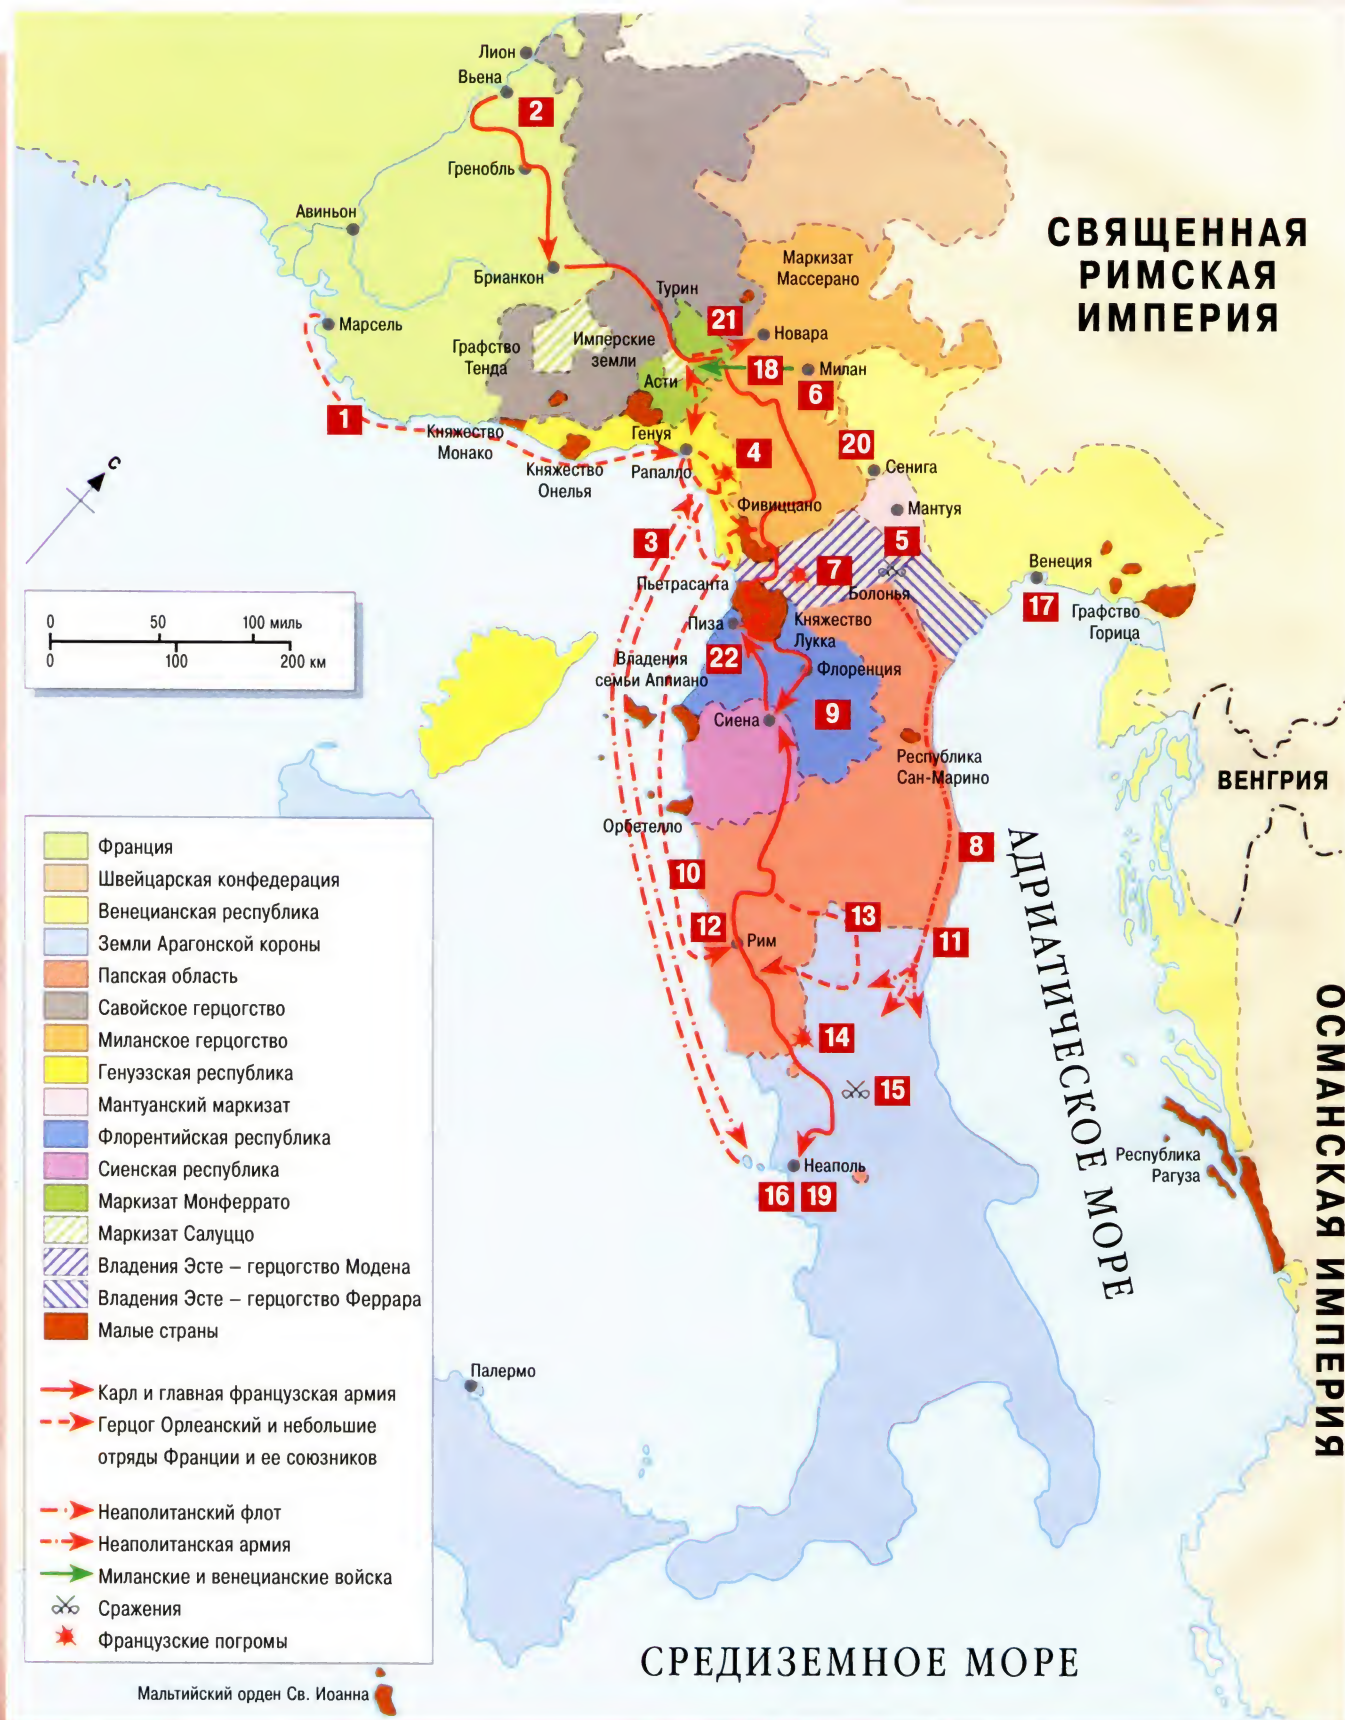 Лион
Вьена
2
Гренобль
Авиньон
СВЯЩЕННАЯ
РИМСКАЯ
ИМПЕРИЯ
Маркизат
Массерано
Брианкон
Турин
Марсель
21
Новара
Графство
Тенда
Имперские
земли
18
Милан
Асти
6
1
Княжество
Монако
Генуя
20
4
Сенига
Княжество
Онелья
Рапалло
С
Фивиццано
Мантуя
3
5
Венеция
Пьетрасанта
7
Болонья
17
Графство
Горица
0 50 100 миль
0 100 200 км
Пиза
Княжество
Лукка
Владения
семьи Аппиано
22
Флоренция
Сиена
9
Республика
Сан-Марино
ВЕНГРИЯ
Орбетелло
8
АДРИАТИЧЕСКОЕ МОРЕ
10
13
12
Рим
11
ОСМАНСКАЯ ИМПЕРИЯ
14
15
Республика
Рагуза
Неаполь
16
19
Франция
Швейцарская конфедерация
Венецианская республика
Земли Арагонской короны
Папская область
Савойское герцогство
Миланское герцогство
Генуэзская республика
Мантуанский маркизат
Флорентийская республика
Сиенская республика
Маркизат Монферрато
Маркизат Салуццо
Владения Эсте – герцогство Модена
Владения Эсте – герцогство Феррара
Малые страны
Палермо
Карл и главная французская армия
Герцог Орлеанский и небольшие
отряды Франции и ее союзников
Неаполитанский флот
Неаполитанская армия
Миланские и венецианские войска
Сражения
Французские погромы
СРЕДИЗЕМНОЕ МОРЕ
Мальтийский орден Св. Иоанна